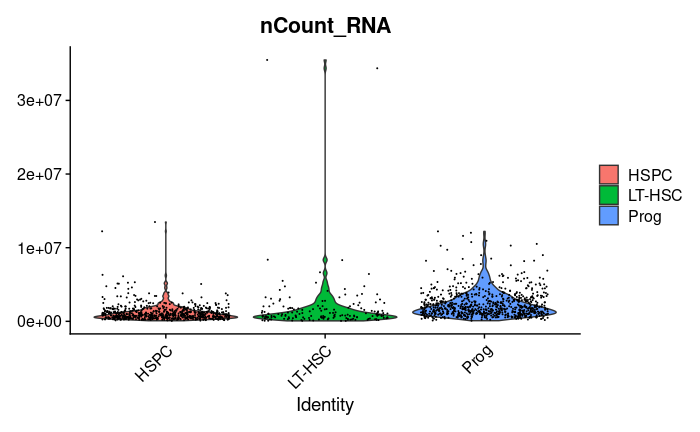 nCount_RNA
3e+07
2e+07
1e+07
0e+00
HSPC
LT-HSC
Prog
Identity
HSPC
LT-HSC
Prog